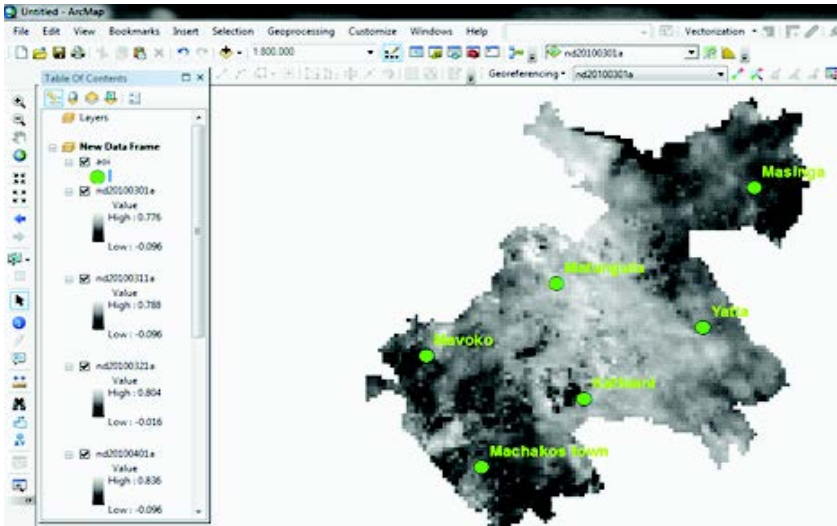 Untitled - ArcMap
File Edit View Bookmarks Insert Selection Geoprocessing Customize Windows Help
Vectorization
1:800.000
nd20100301a
Georeferencing
nd20100301a
Table Of Contents
Layers
New Data Frame
aoi
nd20100301a
Value
High : 0.776
Low : -0.096
nd20100311a
Value
High : 0.788
Low : -0.096
nd20100321a
Value
High : 0.804
Low : -0.016
nd20100401a
Value
High : 0.836
Low : -0.096
Masinga
Matungulu
Yatta
Mavoko
Kathiani
Machakos Town